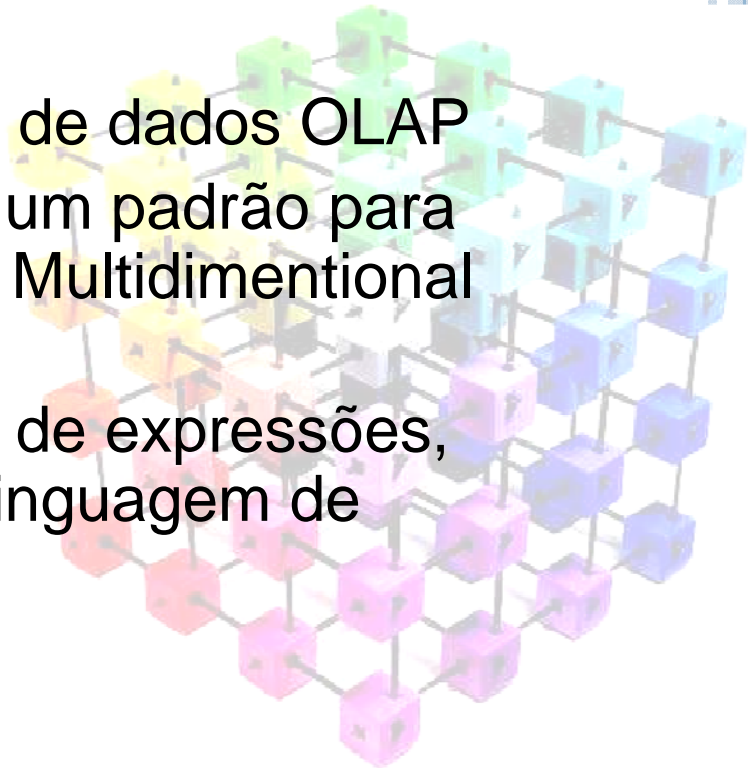 de dados OLAP
um padrão para
Multidimentional
de expressões,
inguagem de